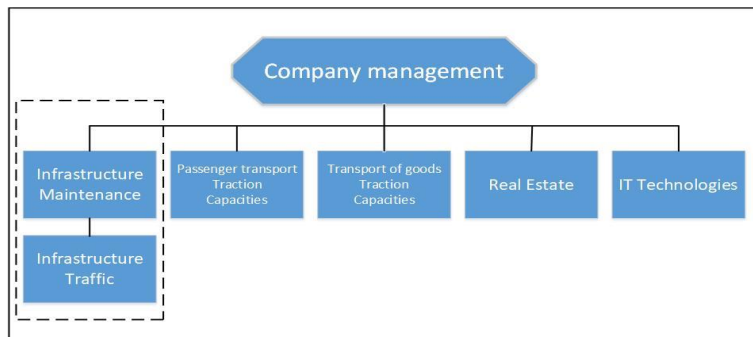 Company management
Infrastructure
Maintenance
Passenger transport
Traction
Capacities
Transport of goods
Traction
Capacities
Real Estate
IT Technologies
Infrastructure
Traffic